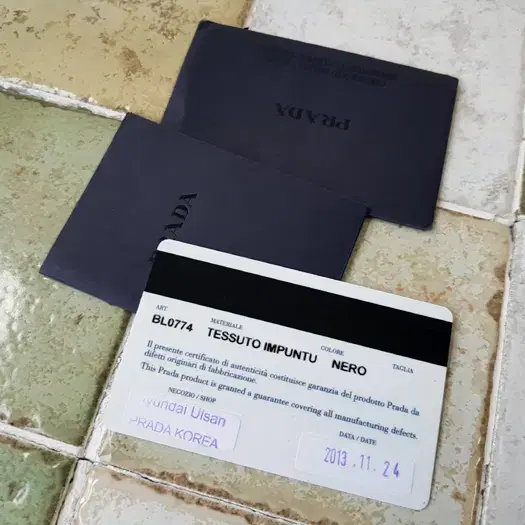 PRADA
ART.
MATERIALE
COLORE
TAGLIA
BL0774 TESSUTO IMPUNTU NERO
Il presente certificato di autenticità costituisce garanzia del prodotto Prada da
difetti originari di fabbricazione.
This Prada product is granted a guarantee covering all manufacturing defects.
NEGOZIO / SHOP
DATA / DATE
yundai Ulsan
PRADA KOREA
2013 .11. 24